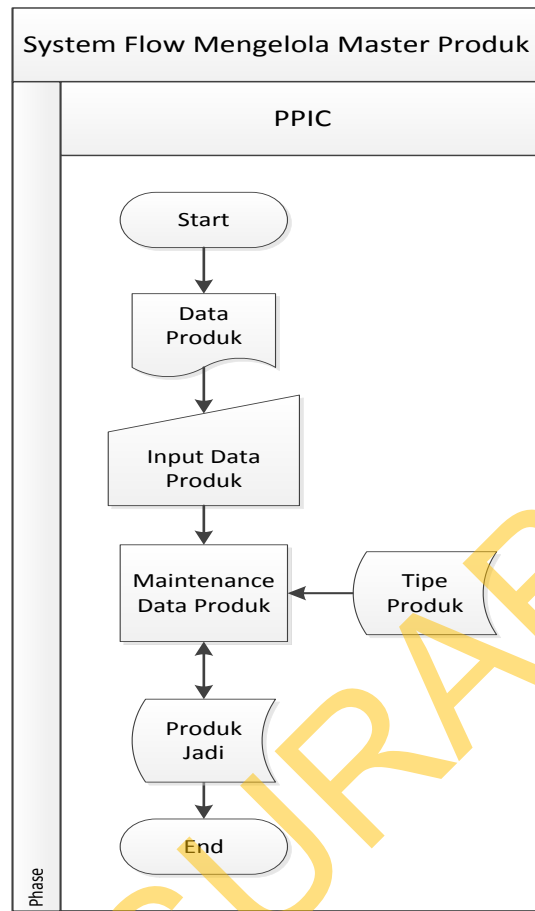 System Flow Mengelola Master Produk
PPIC
Start
Data
Produk
Input Data
Produk
Maintenance
Data Produk
Tipe
Produk
Produk
Jadi
End
Phase